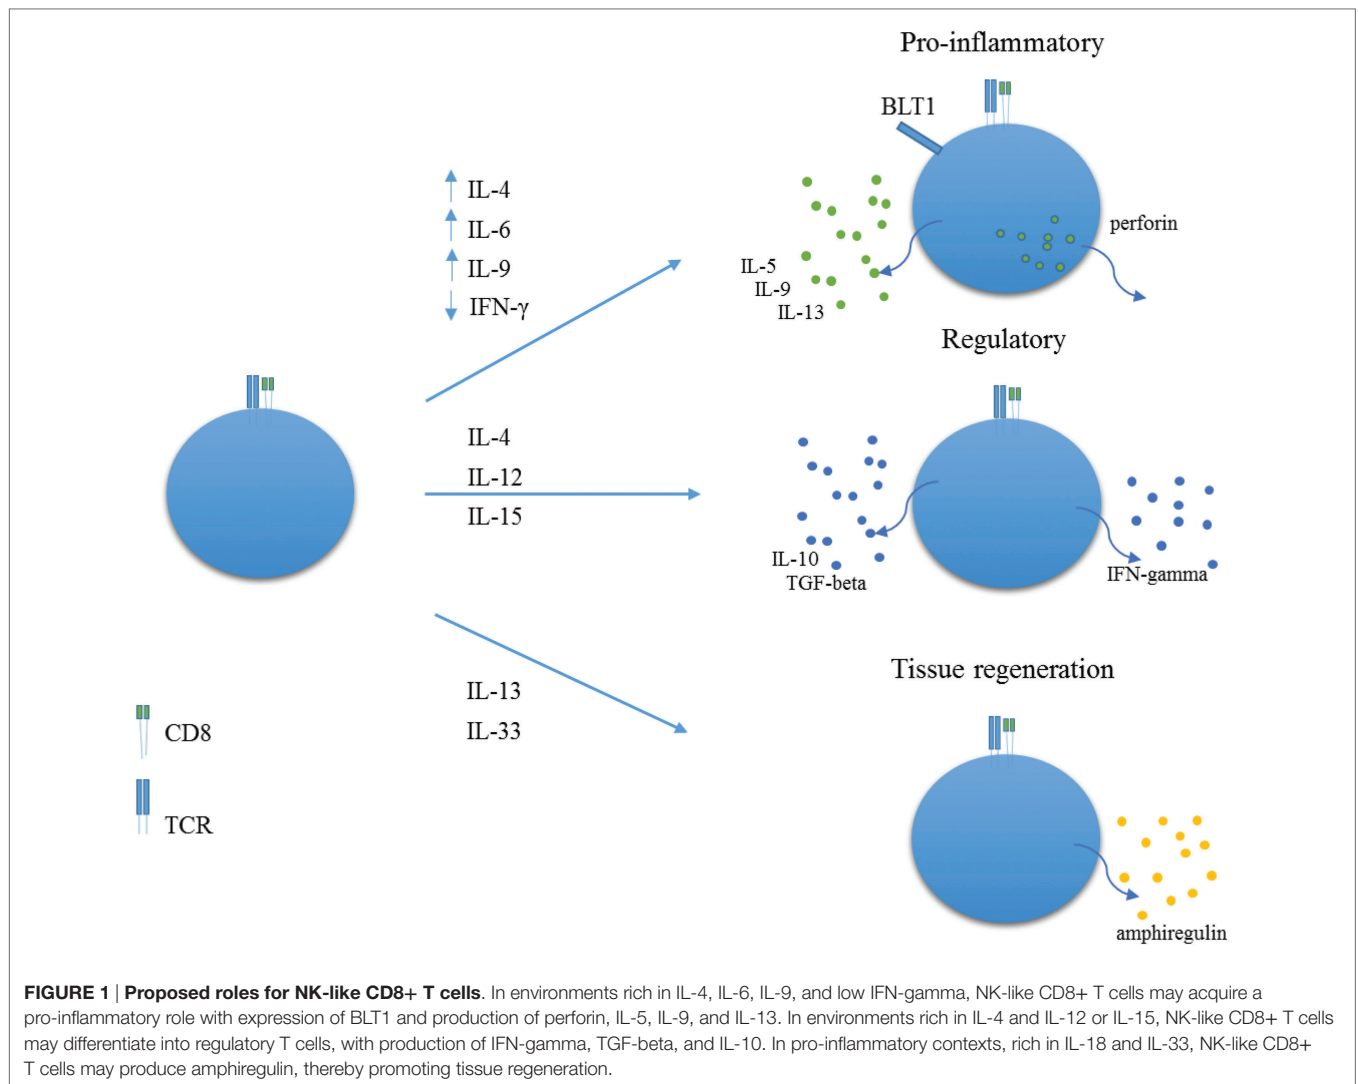 Pro-inflammatory
BLT1
IL-4
IL-6
IL-9
IFN-γ
perforin
IL-5
IL-9
IL-13
Regulatory
IL-4
IL-12
IL-15
IL-10
TGF-beta
IFN-gamma
Tissue regeneration
IL-13
IL-33
CD8
TCR
amphiregulin
FIGURE 1 | Proposed roles for NK-like CD8+ T cells. In environments rich in IL-4, IL-6, IL-9, and low IFN-gamma, NK-like CD8+ T cells may acquire a
pro-inflammatory role with expression of BLT1 and production of perforin, IL-5, IL-9, and IL-13. In environments rich in IL-4 and IL-12 or IL-15, NK-like CD8+ T cells
may differentiate into regulatory T cells, with production of IFN-gamma, TGF-beta, and IL-10. In pro-inflammatory contexts, rich in IL-18 and IL-33, NK-like CD8+
T cells may produce amphiregulin, thereby promoting tissue regeneration.